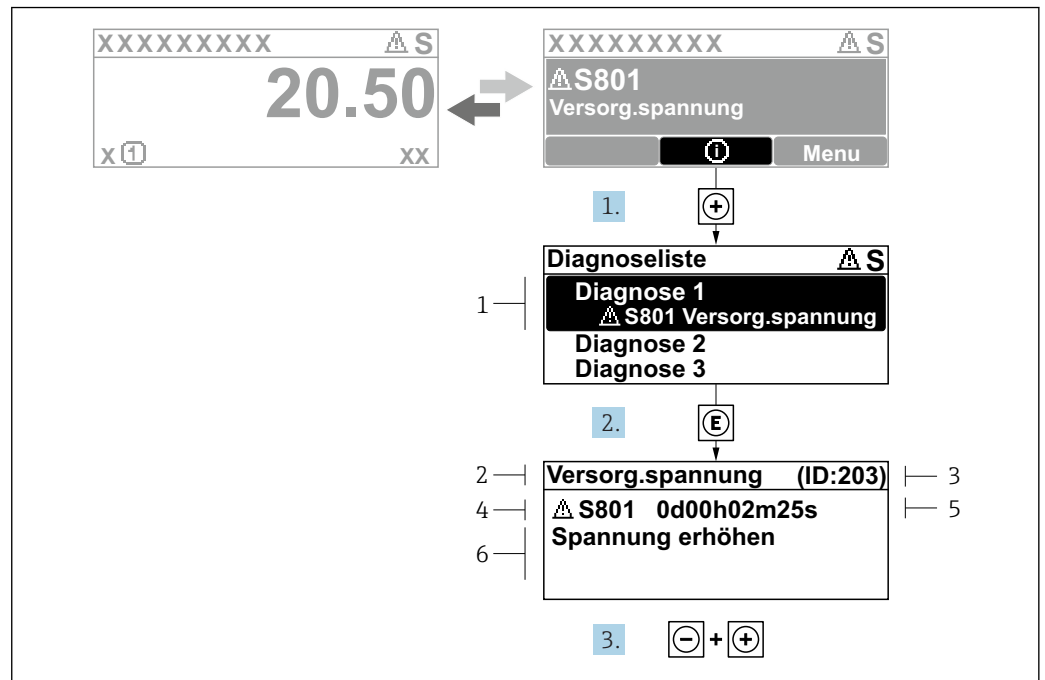 XXXXXXXXX ⚠ S
20.50
x ① xx
XXXXXXXXX ⚠ S
⚠ S801
Versorg.spannung
ⓘ Menu
1. ⊕
Diagnoseliste ⚠ S
1
Diagnose 1
⚠ S801 Versorg.spannung
Diagnose 2
Diagnose 3
2. Ⓔ
2 Versorg.spannung (ID:203) 3
4 ⚠ S801 0d00h02m25s 5
6 Spannung erhöhen
3. ⊖ + ⊕